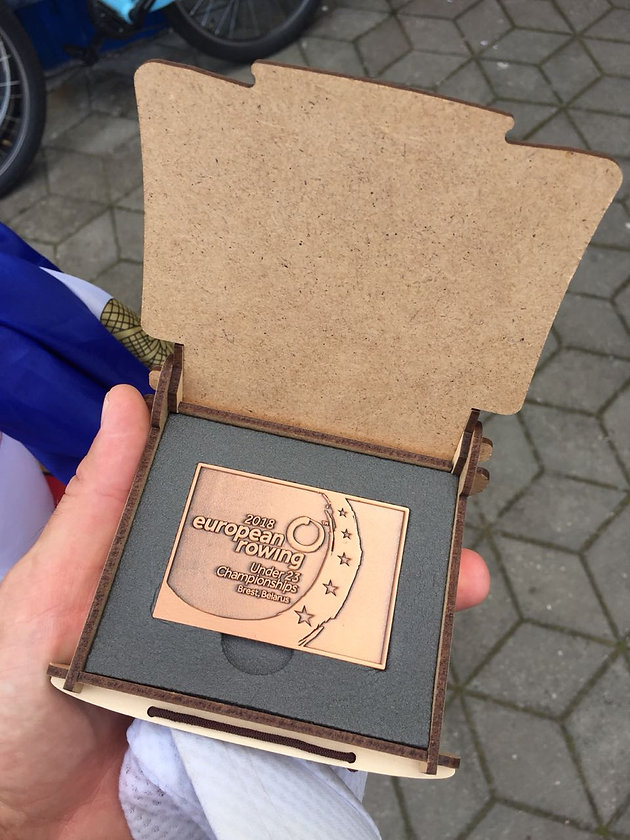 2018
european
rowing
Under 23
Championships
Brest, Belarus